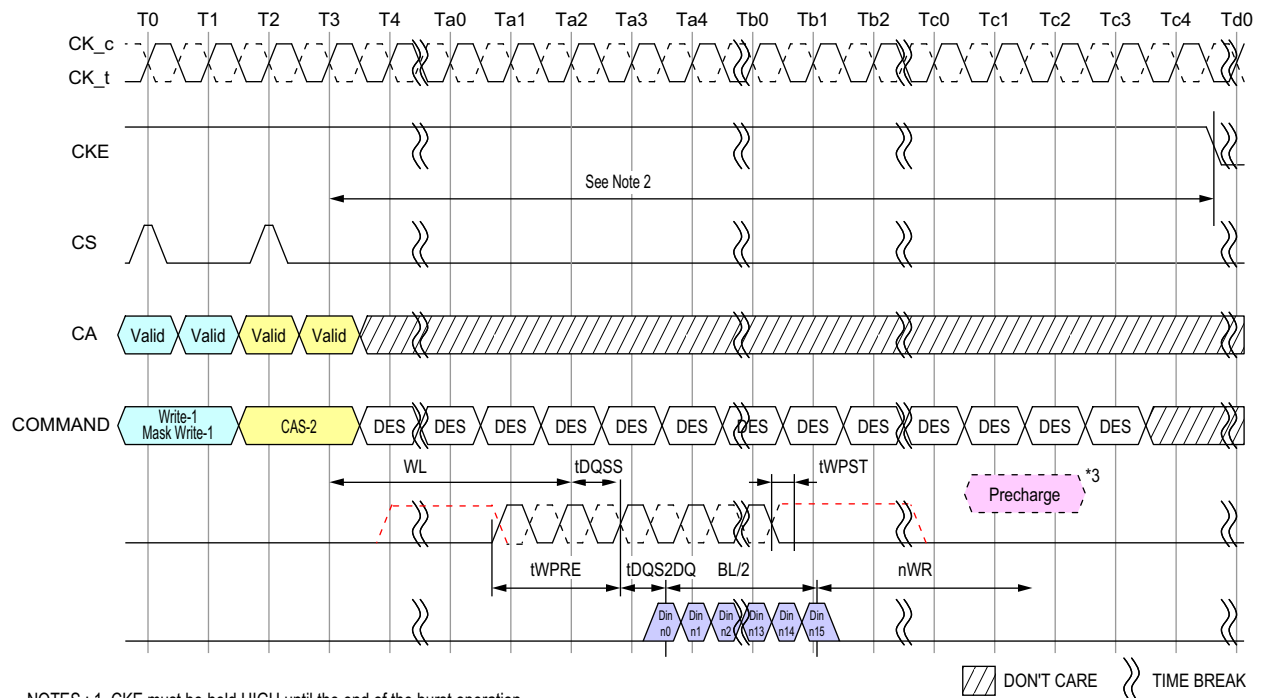 T0 T1 T2 T3 T4 Ta0 Ta1 Ta2 Ta3 Ta4 Tb0 Tb1 Tb2 Tc0 Tc1 Tc2 Tc3 Tc4 Td0
CK_c
CK_t
CKE
See Note 2
CS
CA Valid Valid Valid Valid
COMMAND Write-1 Mask Write-1 CAS-2 DES DES DES DES DES DES DES DES DES DES DES DES DES
WL tDQSS tWPST
Precharge *3
tWPRE tDQS2DQ BL/2 nWR
Din n0 Din n1 Din n2 Din n13 Din n14 Din n15
DON'T CARE TIME BREAK
NOTES : 1. CKE must be held HIGH until the end of the burst operation